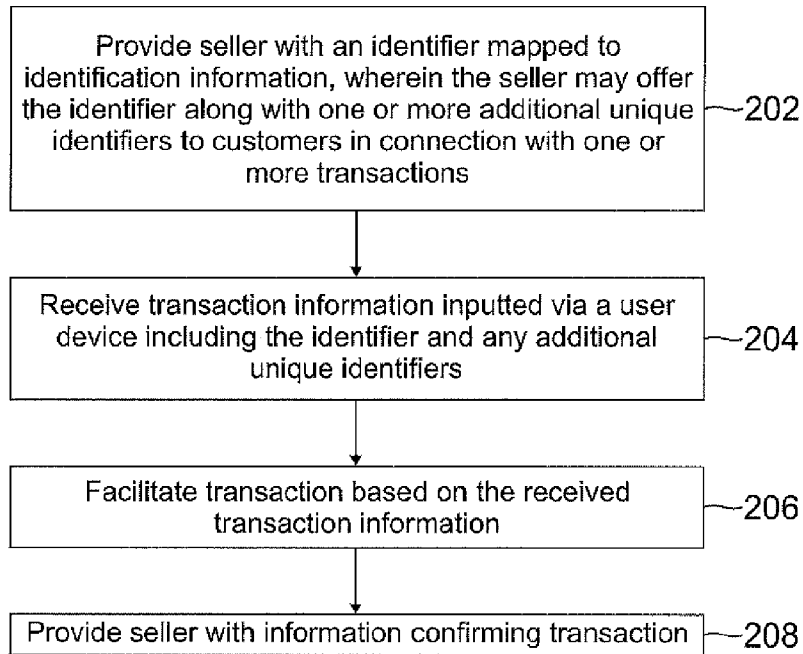 Provide seller with an identifier mapped to
identification information, wherein the seller may offer
the identifier along with one or more additional unique
identifiers to customers in connection with one or
more transactions
202
Receive transaction information inputted via a user
device including the identifier and any additional
unique identifiers
204
Facilitate transaction based on the received
transaction information
206
Provide seller with information confirming transaction
208